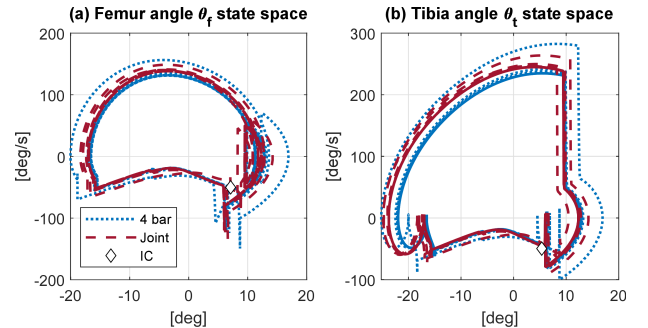 (a) Femur angle θf state space
200
100
0
-100
-200
[deg/s]
4 bar
Joint
IC
-20
-10
0
10
20
[deg]
(b) Tibia angle θt state space
300
200
100
0
-100
[deg/s]
-20
-10
0
10
20
[deg]